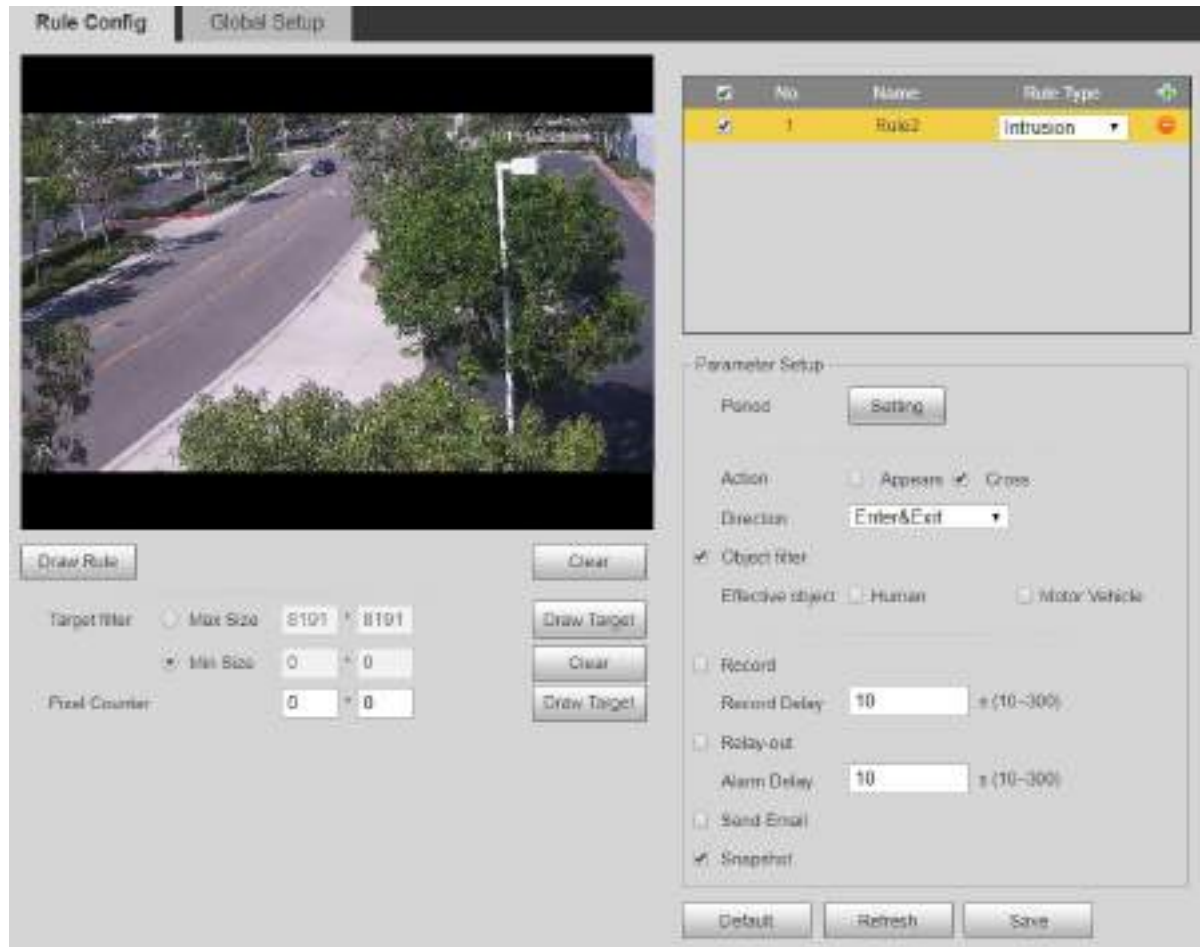 Rule Config Global Setup
No. Name Rule Type
1 Rule2 Intrusion
Parameter Setup
Period Setting
Action Appears Cross
Direction Enter&Exit
Draw Rule Clear
Object filter
Effective object Human Motor Vehicle
Target filter Max Size 8191 * 8191 Draw Target
Min Size 0 * 0 Clear
Pixel Counter 0 * 0 Draw Target
Record
Record Delay 10 s (10~300)
Relay-out
Alarm Delay 10 s (10~300)
Send Email
Snapshot
Default Refresh Save